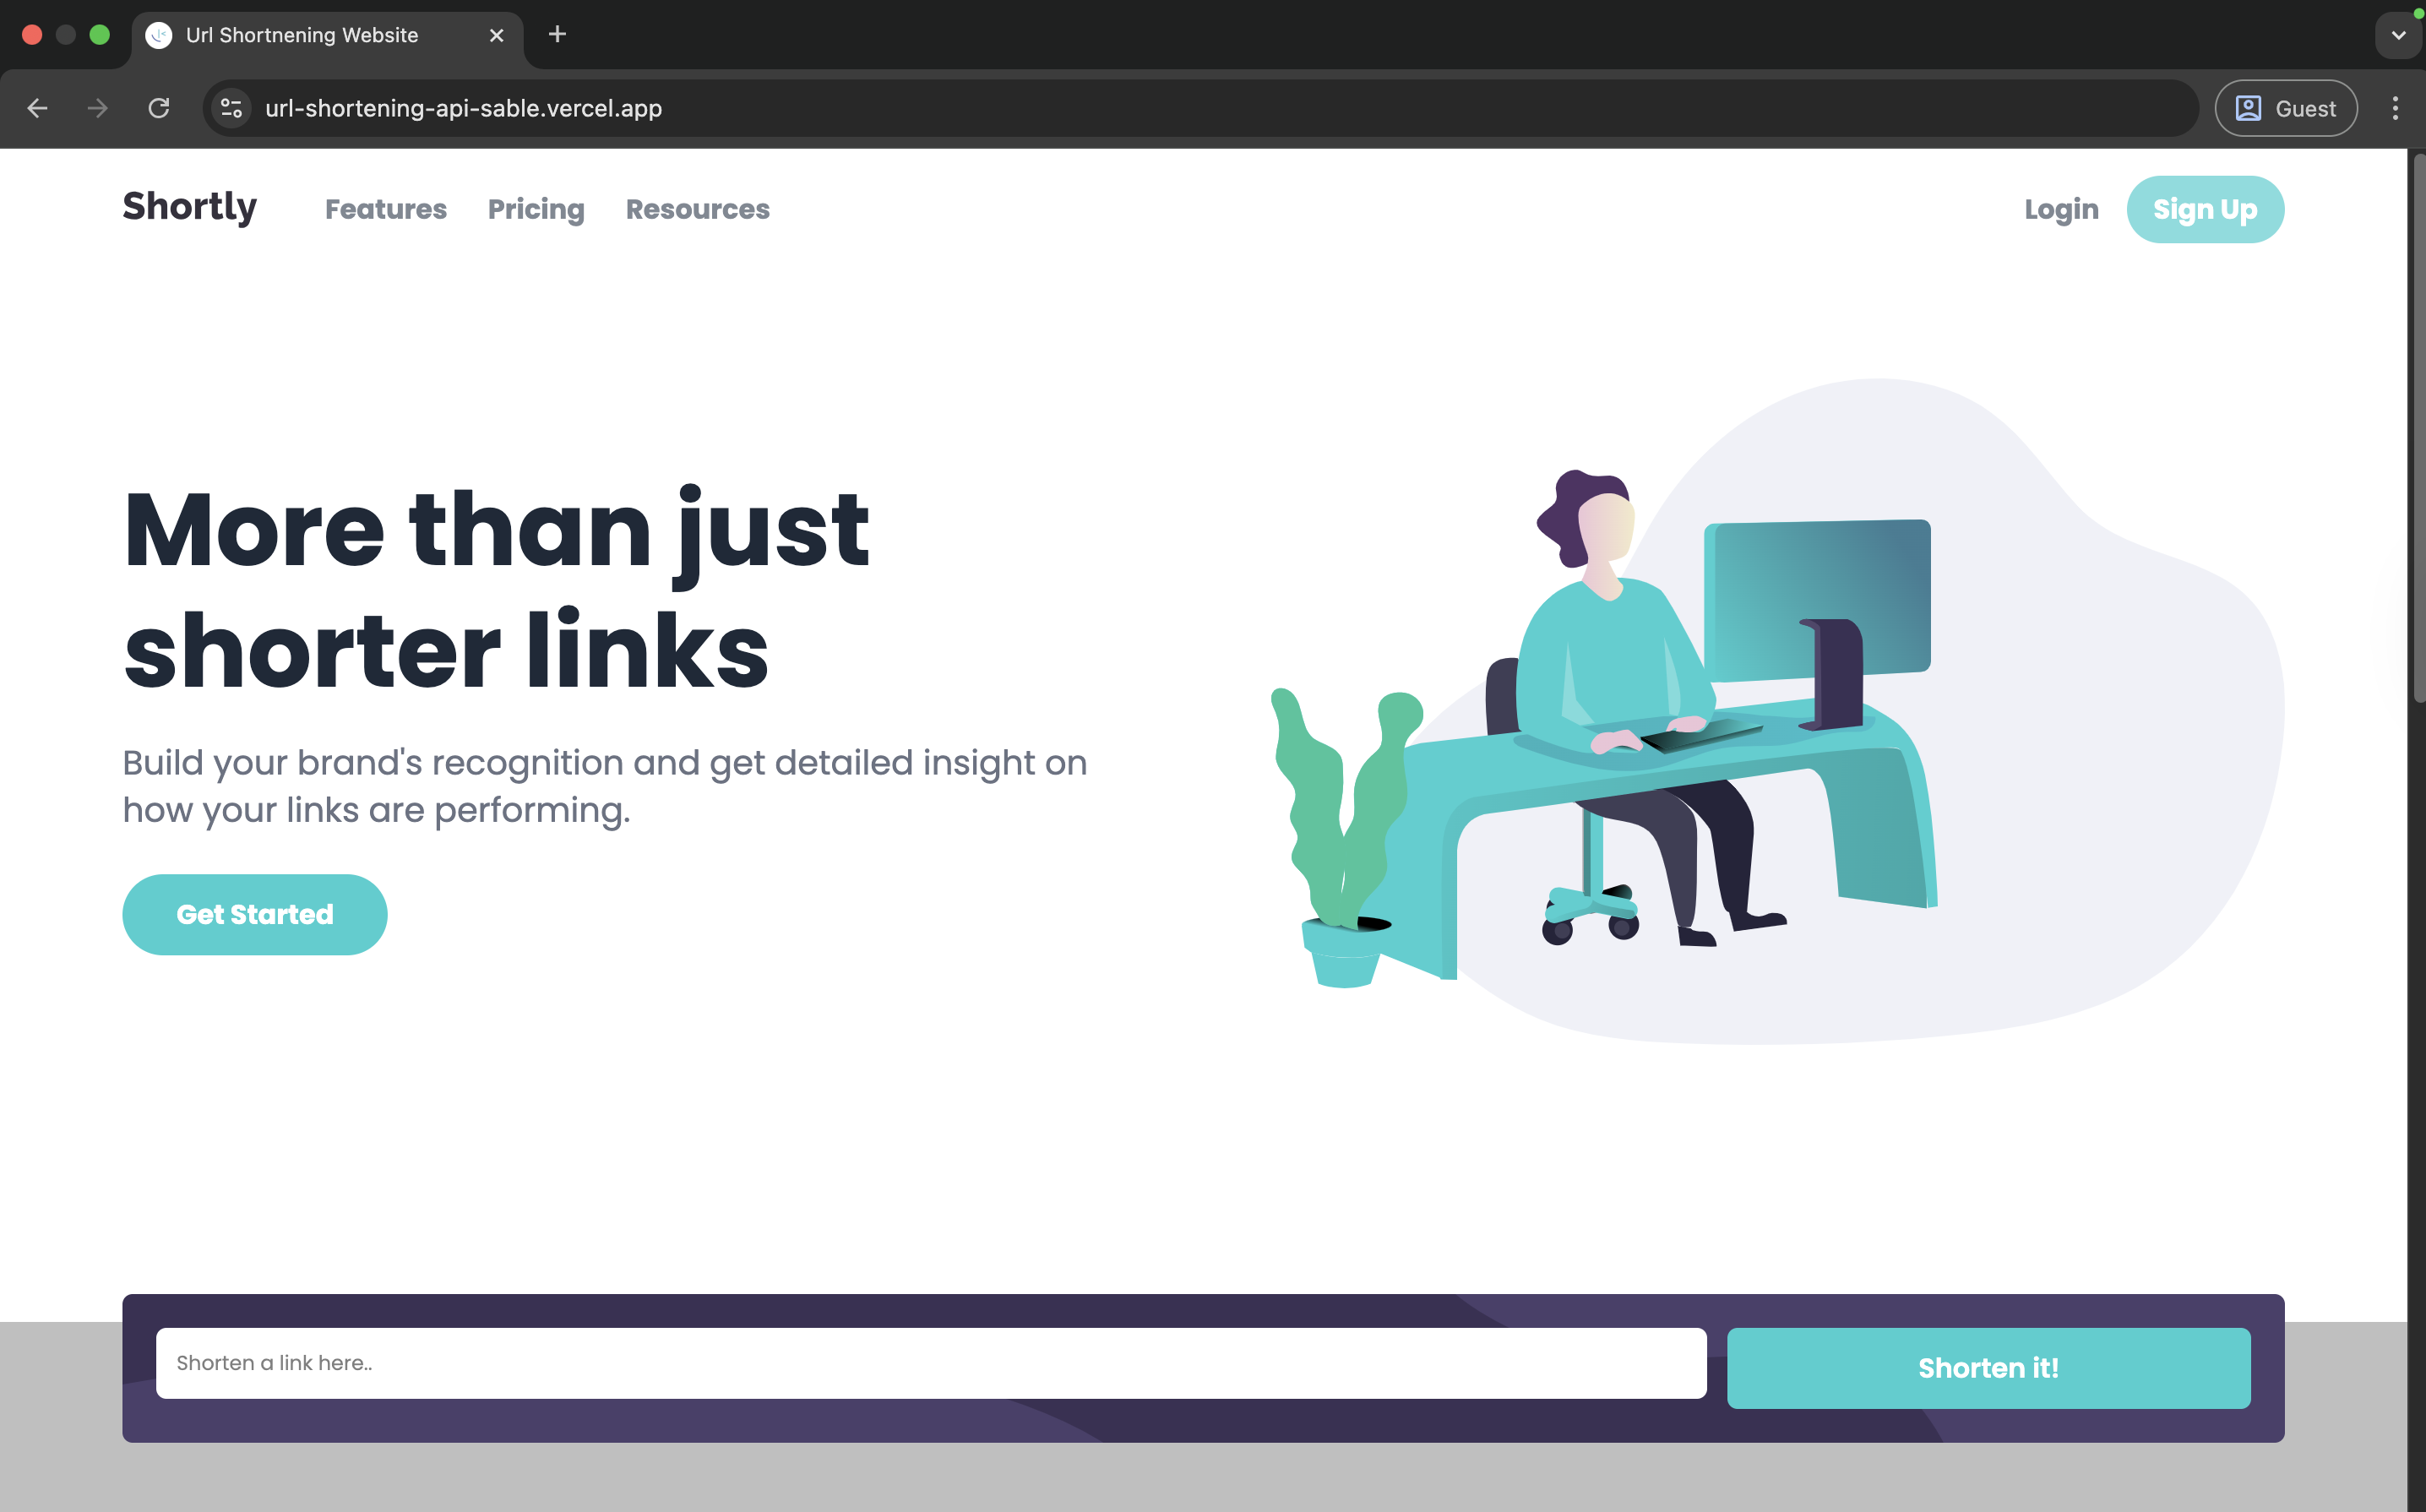 Url Shortnening Website
url-shortening-api-sable.vercel.app
Guest
Shortly
Features
Pricing
Resources
Login
Sign Up
More than just
shorter links
Build your brand's recognition and get detailed insight on
how your links are performing.
Get Started
Shorten a link here..
Shorten it!